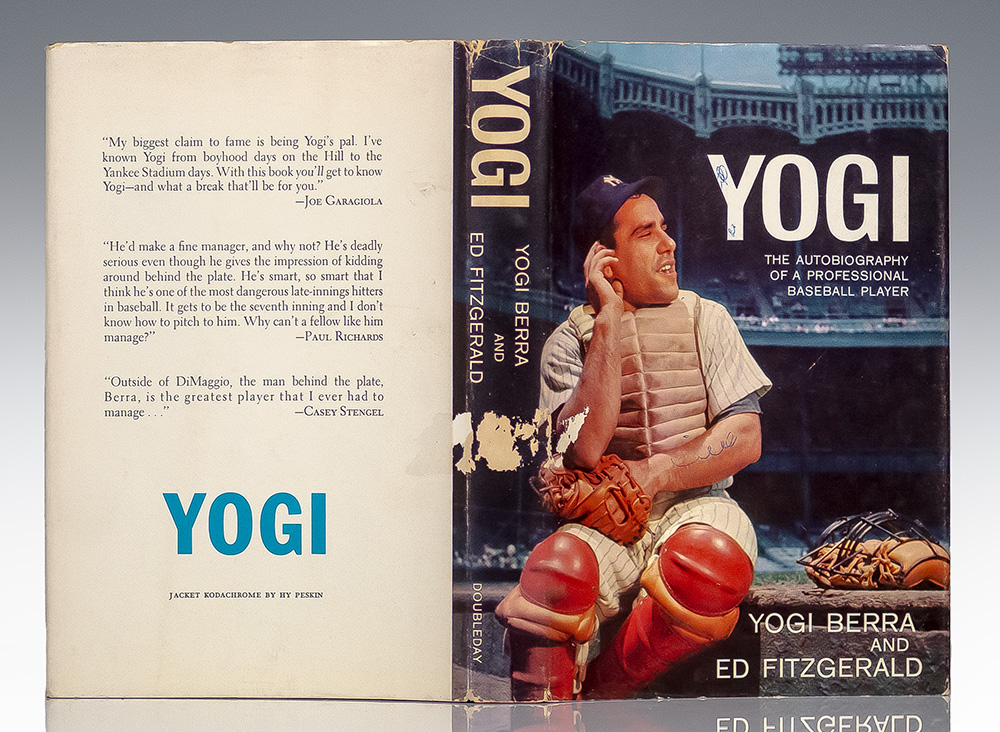 “My biggest claim to fame is being Yogi’s pal. I’ve
known Yogi from boyhood days on the Hill to the
Yankee Stadium days. With this book you’ll get to know
Yogi—and what a break that’ll be for you.”
—Joe Garagiola
“He’d make a fine manager, and why not? He’s deadly
serious even though he gives the impression of kidding
around behind the plate. He’s smart, so smart that I
think he’s one of the most dangerous late-innings hitters
in baseball. It gets to be the seventh inning and I don’t
know how to pitch to him. Why can’t a fellow like him
manage?”
—Paul Richards
“Outside of DiMaggio, the man behind the plate,
Berra, is the greatest player that I ever had to
manage . . .”
—Casey Stengel
YOGI
JACKET KODACHROME BY HY PESKIN
YOGI
YOGI BERRA
AND
ED FITZGERALD
DOUBLEDAY
YOGI
THE AUTOBIOGRAPHY
OF A PROFESSIONAL
BASEBALL PLAYER
NY
YOGI BERRA
AND
ED FITZGERALD
ED FITZGERALD